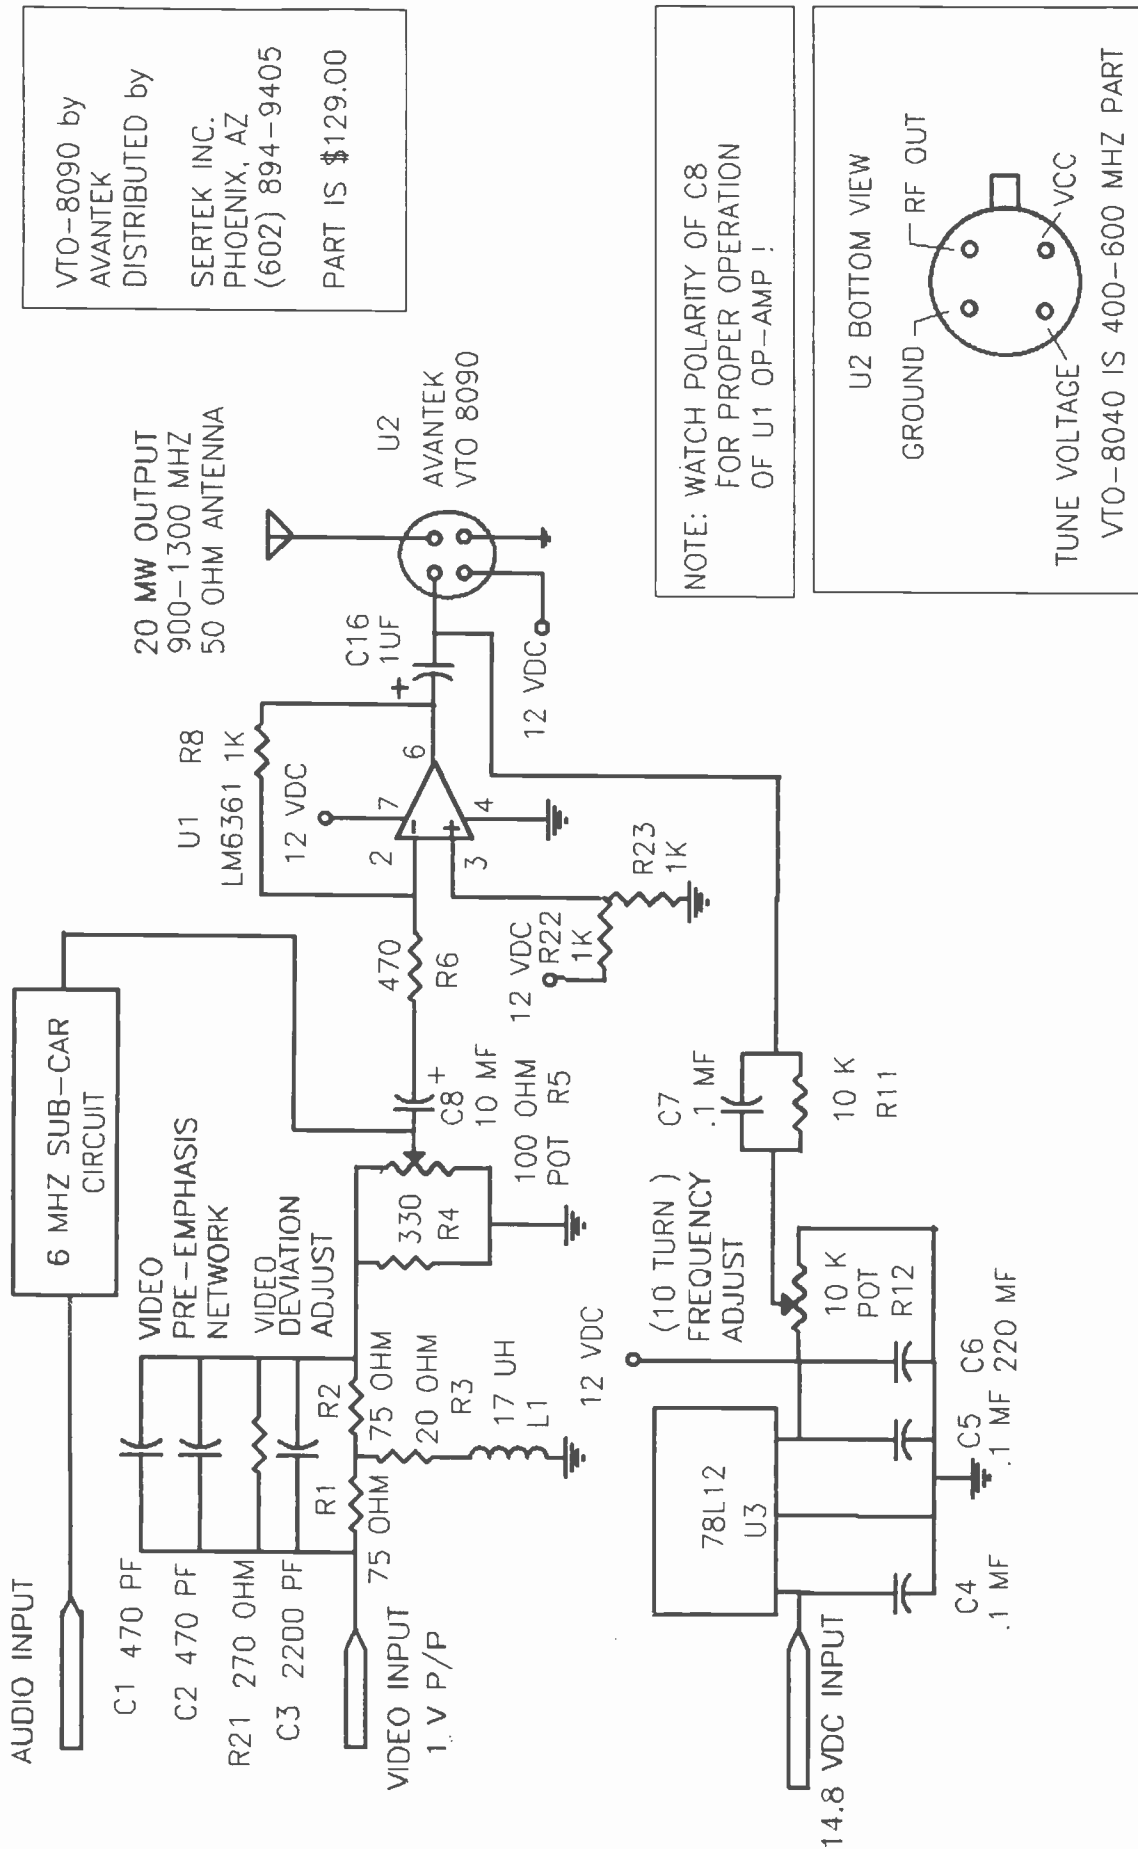 AUDIO INPUT
6 MHZ SUB-CAR
CIRCUIT
C1 470 PF
C2 470 PF
R21 270 OHM
C3 2200 PF
VIDEO
PRE-EMPHASIS
NETWORK
VIDEO
DEVIATION
ADJUST
VIDEO INPUT
1 V P/P
R1
75 OHM
R2
75 OHM
20 OHM
R3
17 UH
L1
330
R4
C8
+
10 MF
100 OHM
POT R5
470
R6
U1
LM6361
R8
1K
12 VDC
2
7
6
3
4
-
+
12 VDC
R22
1K
R23
1K
C16
1UF
+
12 VDC
20 MW OUTPUT
900-1300 MHZ
50 OHM ANTENNA
U2
AVANTEK
VTO 8090
VTO-8090 by
AVANTEK
DISTRIBUTED by
SERTEK INC.
PHOENIX, AZ
(602) 894-9405
PART IS $129.00
14.8 VDC INPUT
78L12
U3
C4
.1 MF
C5
.1 MF
C6
220 MF
12 VDC
(10 TURN )
FREQUENCY
ADJUST
10 K
POT
R12
C7
.1 MF
10 K
R11
NOTE: WATCH POLARITY OF C8
FOR PROPER OPERATION
OF U1 OP-AMP !
U2 BOTTOM VIEW
GROUND
RF OUT
TUNE VOLTAGE
VCC
VTO-8040 IS 400-600 MHZ PART